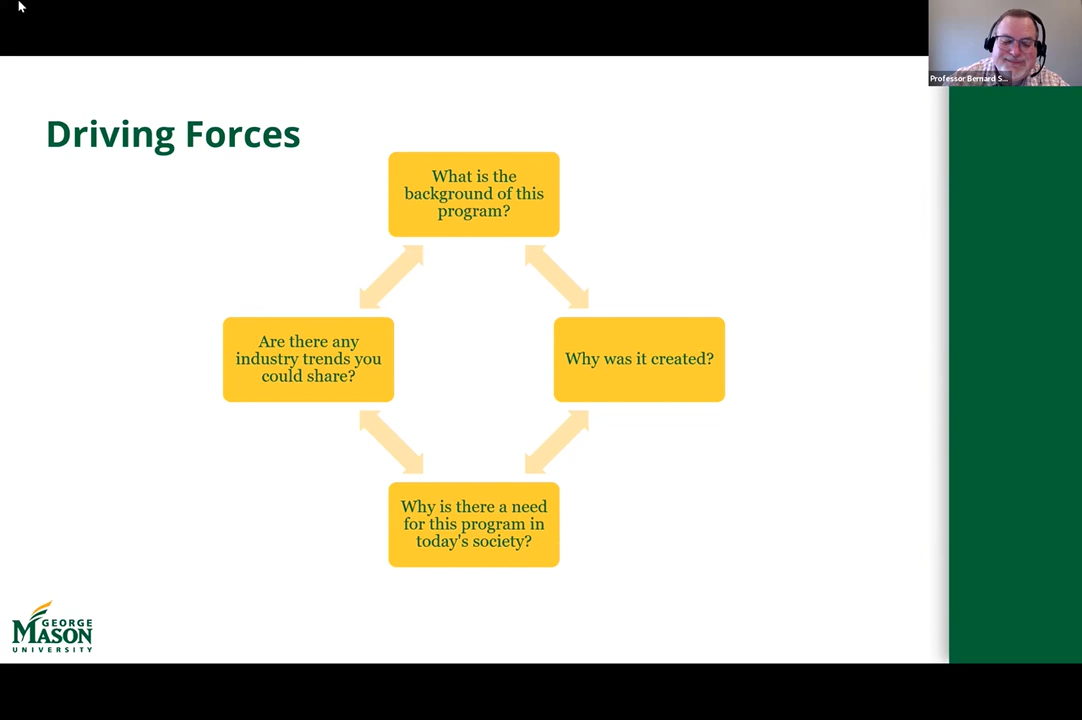 Professor Bernard S...
Driving Forces
What is the
background of this
program?
Are there any
industry trends you
could share?
Why was it created?
Why is there a need
for this program in
today's society?
GEORGE
MASON
UNIVERSITY